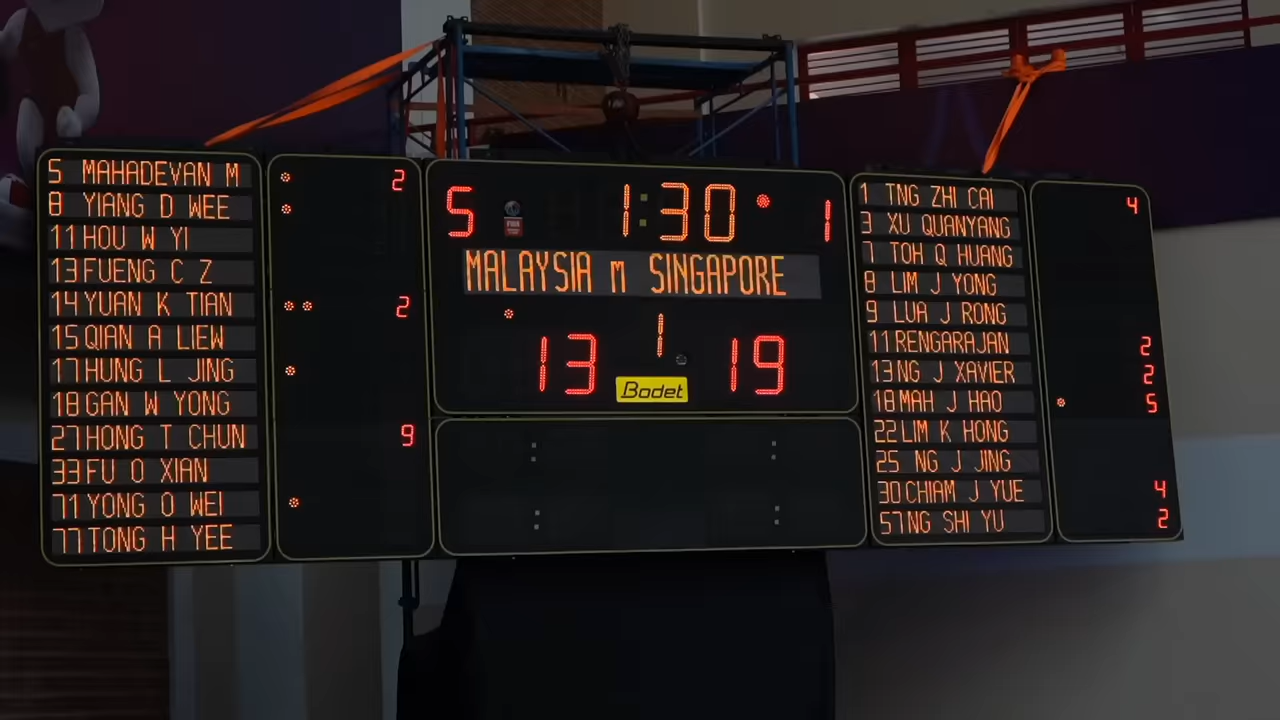 5 MAHADEVAN M 2
8 YIANG D WEE
11 HOU W YI
13 FUENG C Z
14 YUAN K TIAN 2
15 QIAN A LIEW
17 HUNG L JING
18 GAN W YONG
27 HONG T CHUN 9
33 FU O XIAN
71 YONG O WEI
77 TONG H YEE
5 1:30 1
MALAYSIA m SINGAPORE
1
13 19
Bodet
1 TNG ZHI CAI 4
3 XU QUANYANG
7 TOH Q HUANG
8 LIM J YONG
9 LUA J RONG
11 RENGARAJAN 2
13 NG J XAVIER 2
18 MAH J HAO 5
22 LIM K HONG
25 NG J JING
30 CHIAM J YUE 4
57 NG SHI YU 2